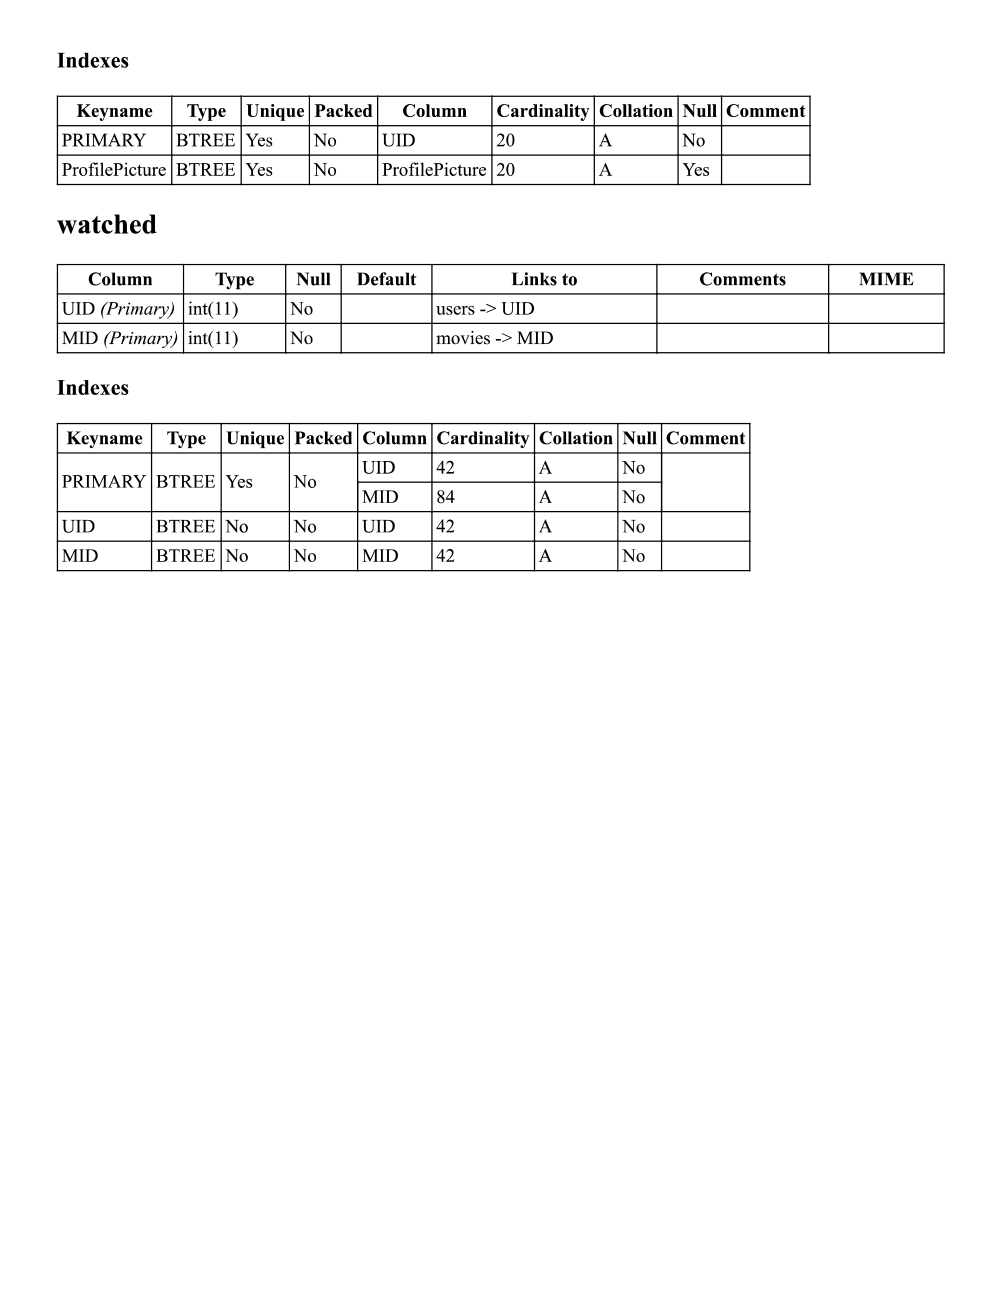 Indexes
Keyname Type Unique Packed Column Cardinality Collation Null Comment
PRIMARY BTREE Yes No UID 20 A No
ProfilePicture BTREE Yes No ProfilePicture 20 A Yes
watched
Column Type Null Default Links to Comments MIME
UID (Primary) int(11) No users -> UID
MID (Primary) int(11) No movies -> MID
Indexes
Keyname Type Unique Packed Column Cardinality Collation Null Comment
PRIMARY BTREE Yes No UID 42 A No
MID 84 A No
UID BTREE No No UID 42 A No
MID BTREE No No MID 42 A No